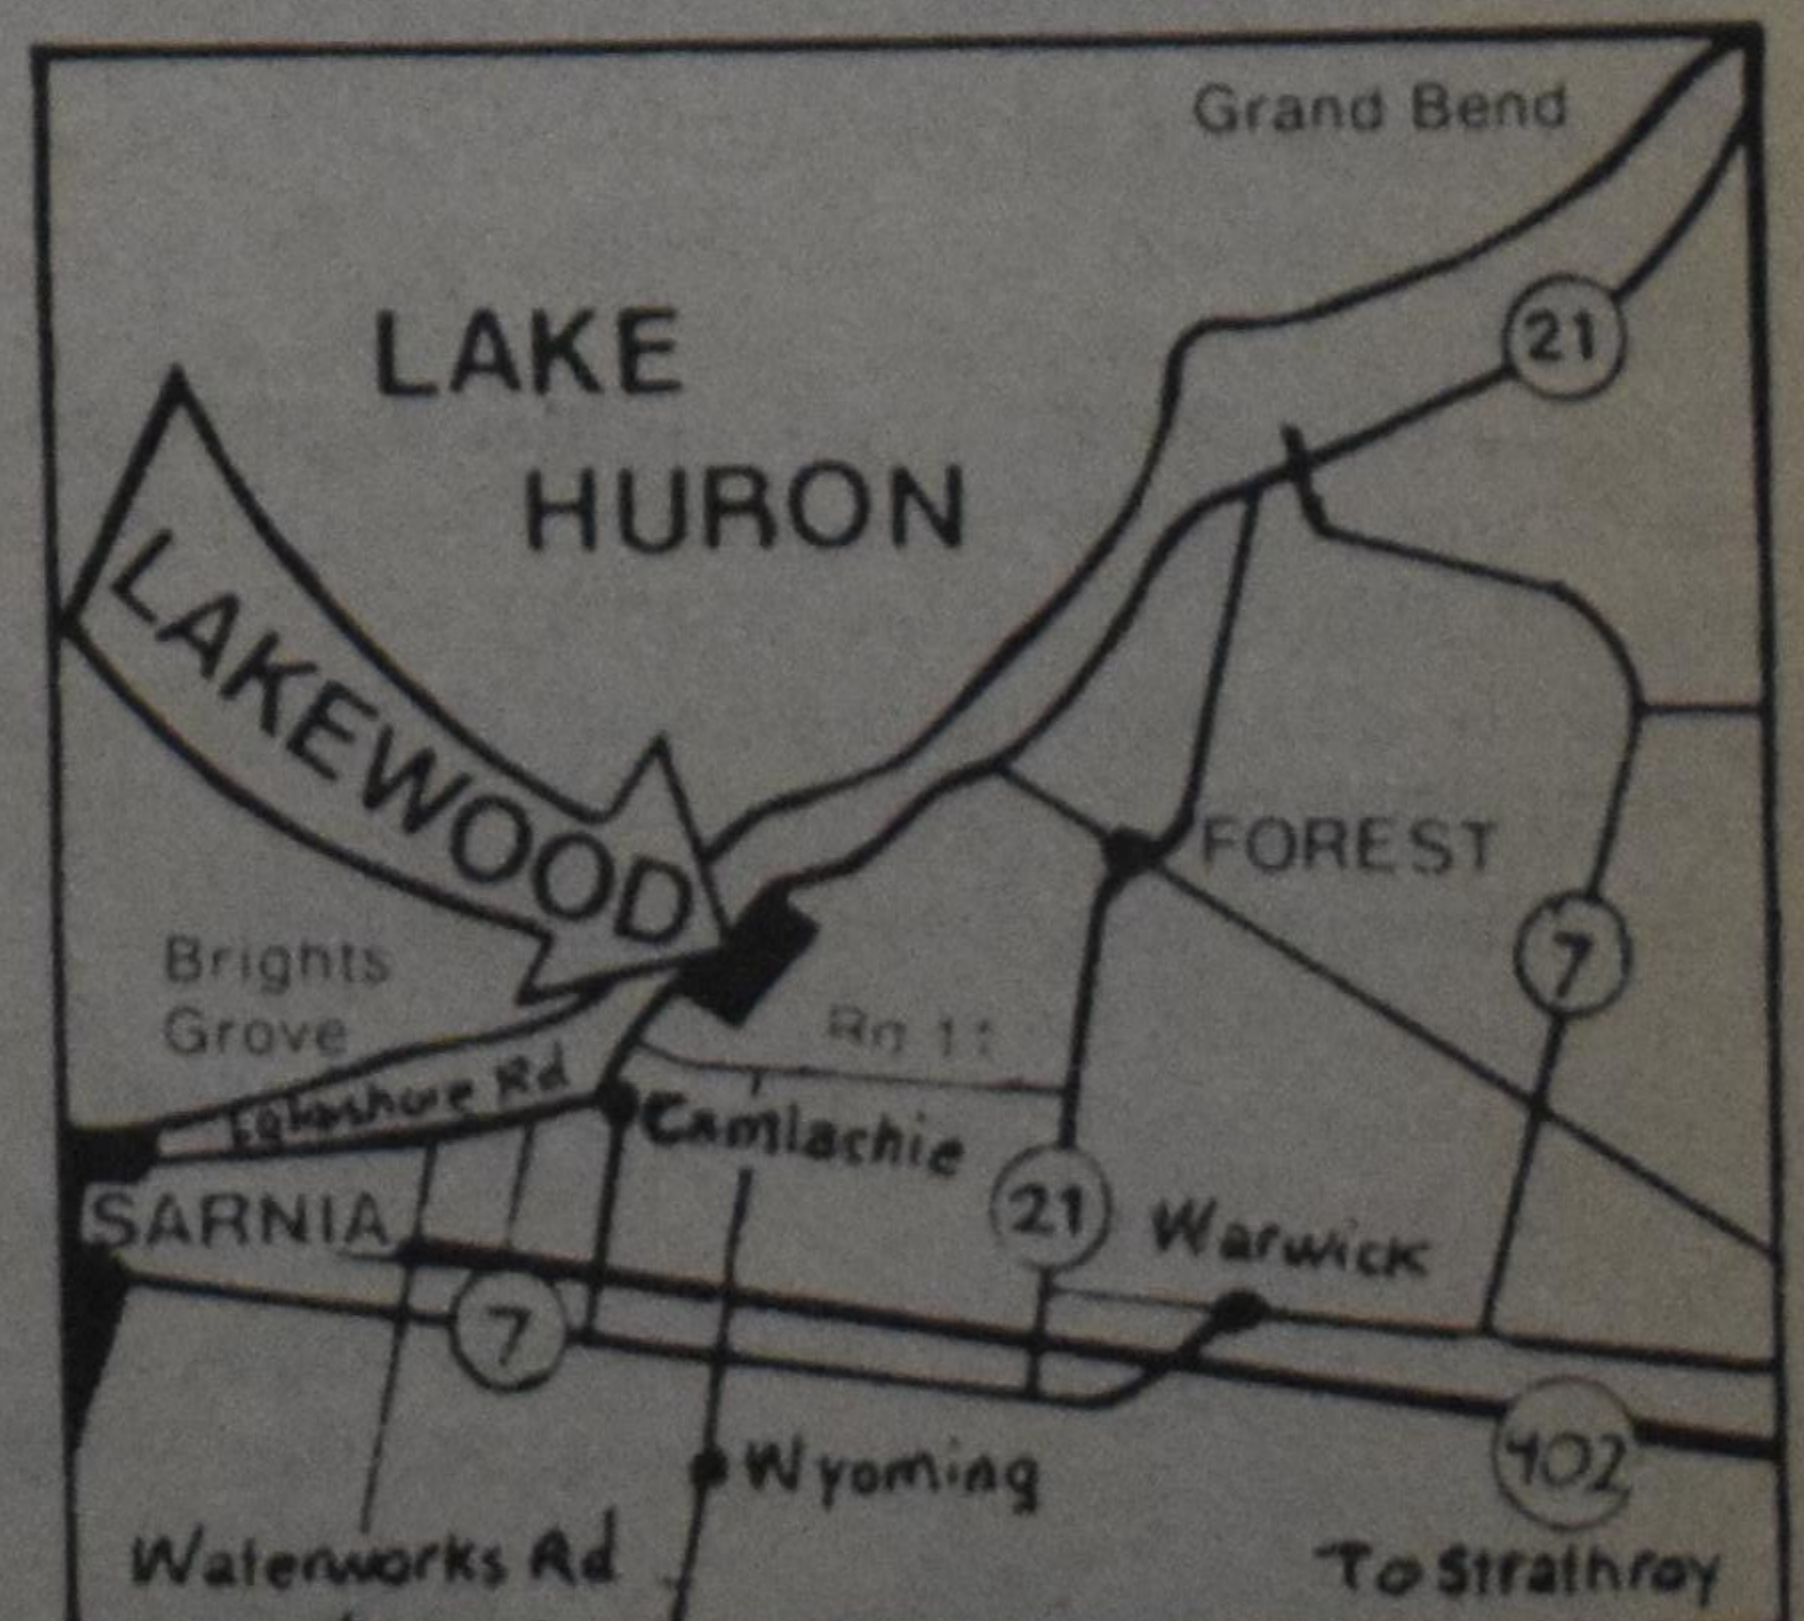 Grand Bend
LAKE
HURON
21
LAKEWOOD
FOREST
7
Brights
Grove
Rd
Camlachie
SARNIA
21
Warwick
7
402
Wyoming
Waterworks Rd
To Strathroy